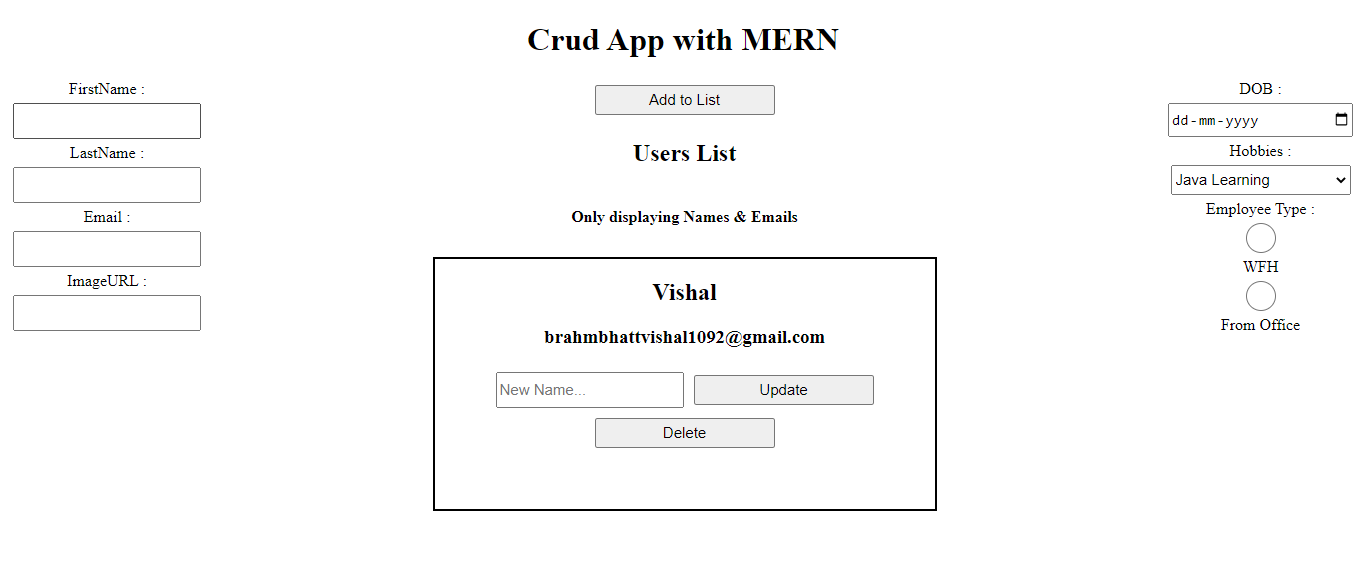 Crud App with MERN
FirstName :
LastName :
Email :
ImageURL :
Add to List
Users List
Only displaying Names & Emails
Vishal
brahmbhattvishal1092@gmail.com
New Name... Update
Delete
DOB :
dd-mm-yyyy
Hobbies :
Java Learning
Employee Type :
WFH
From Office